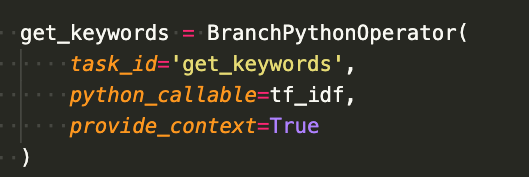 get_keywords = BranchPythonOperator(
    task_id='get_keywords',
    python_callable=tf_idf,
    provide_context=True
)